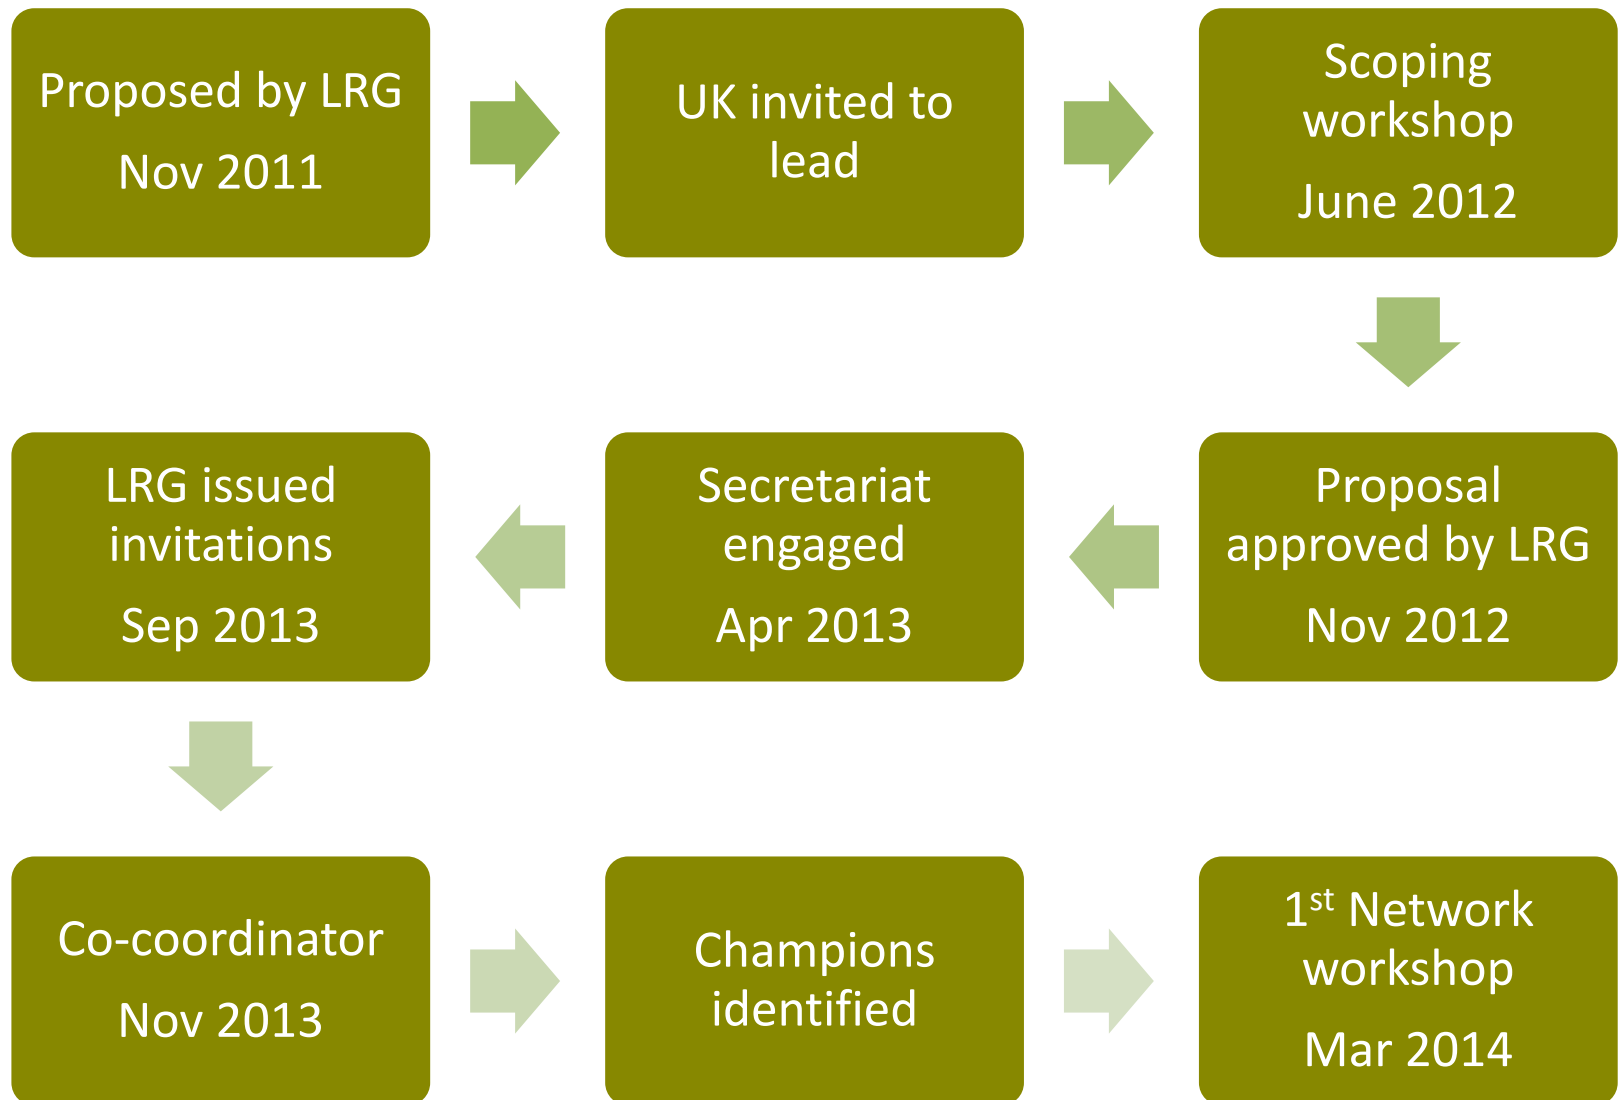 Proposed by LRG
Nov 2011
UK invited to
lead
Scoping
workshop
June 2012
Proposal
approved by LRG
Nov 2012
Secretariat
engaged
Apr 2013
LRG issued
invitations
Sep 2013
Co-coordinator
Nov 2013
Champions
identified
1st Network
workshop
Mar 2014